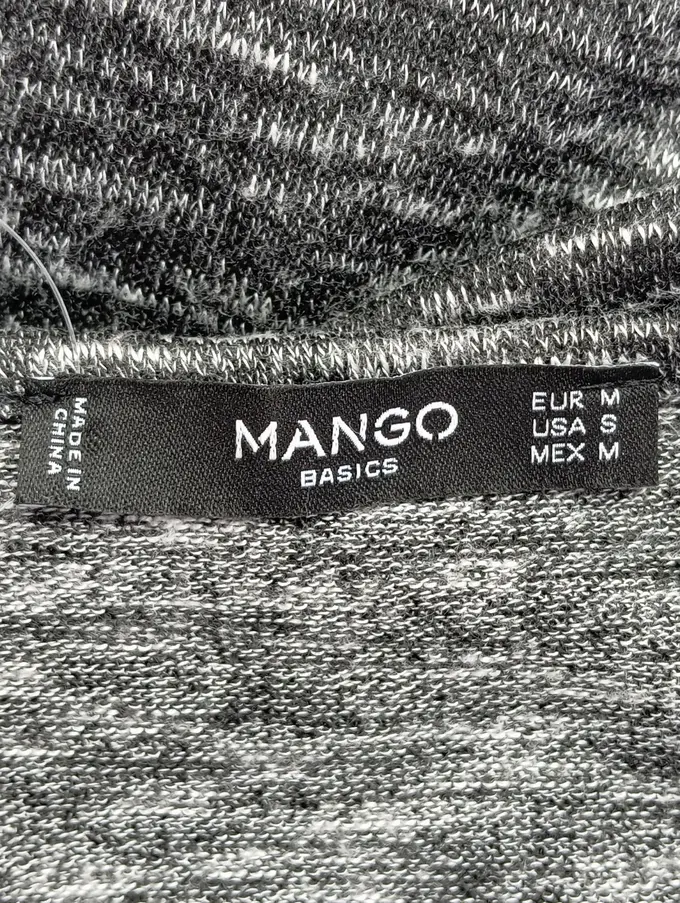 MADE IN
CHINA
MANGO
BASICS
EUR M
USA S
MEX M